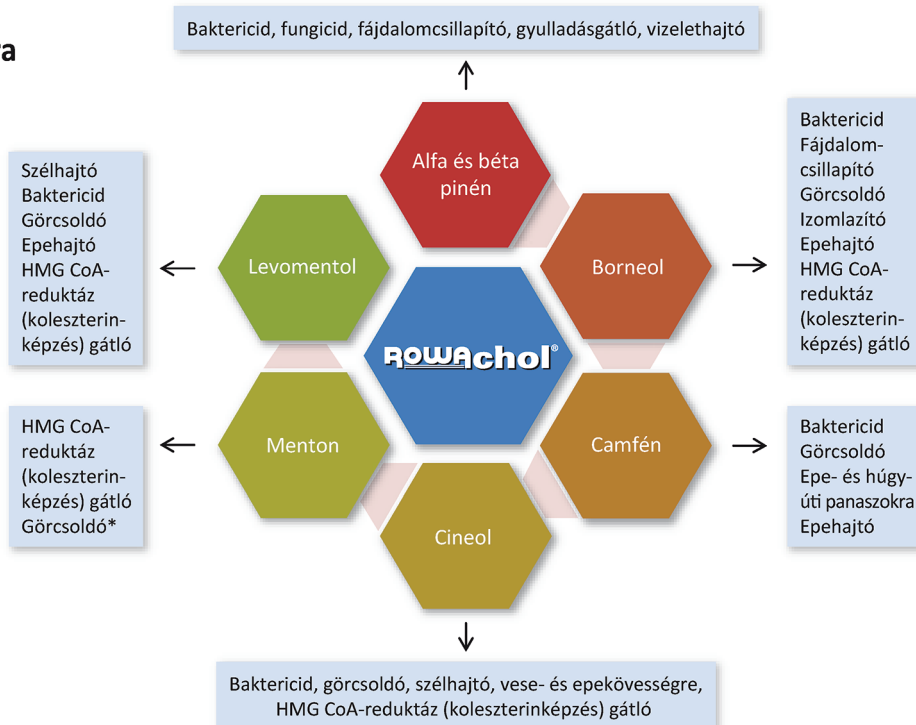 Baktericid, fungicid, fájdalomcsillapító, gyulladásgátló, vizelethajtó
Alfa és béta
pinén
Szélhajtó
Baktericid
Görcsoldó
Epehajtó
HMG CoA-
reduktáz
(koleszterin-
képzés) gátló
Levomentol
Borneol
Baktericid
Fájdalom-
csillapító
Görcsoldó
Izomlazító
Epehajtó
HMG CoA-
reduktáz
(koleszterin-
képzés) gátló
ROWAchol®
HMG CoA-
reduktáz
(koleszterin-
képzés) gátló
Görcsoldó*
Menton
Camfén
Baktericid
Görcsoldó
Epe- és húgy-
úti panaszokra
Epehajtó
Cineol
Baktericid, görcsoldó, szélhajtó, vese- és epekövességre,
HMG CoA-reduktáz (koleszterinképzés) gátló